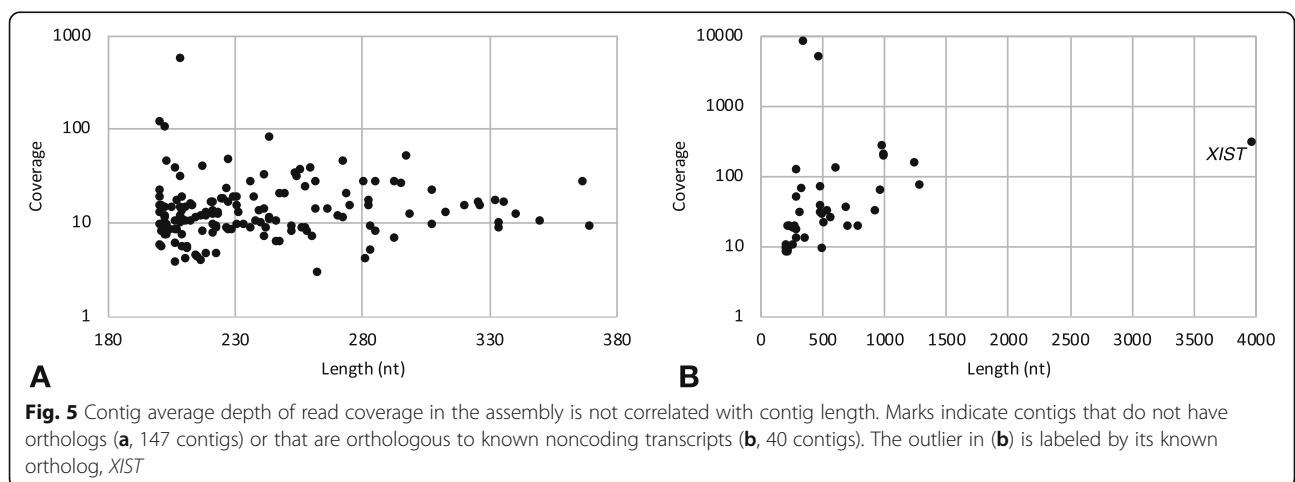 1000
100
10
1
Coverage
180
230
280
330
380
Length (nt)
A
10000
1000
100
10
1
Coverage
XIST
0
500
1000
1500
2000
2500
3000
3500
4000
Length (nt)
B
Fig. 5 Contig average depth of read coverage in the assembly is not correlated with contig length. Marks indicate contigs that do not have
orthologs (a, 147 contigs) or that are orthologous to known noncoding transcripts (b, 40 contigs). The outlier in (b) is labeled by its known
ortholog, XIST